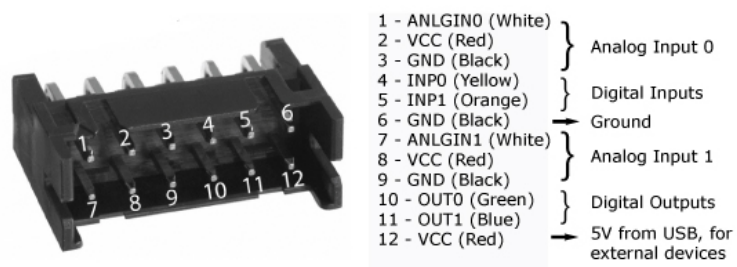 1 - ANLGIN0 (White)
2 - VCC (Red)
3 - GND (Black)
Analog Input 0
4 - INP0 (Yellow)
5 - INP1 (Orange)
Digital Inputs
6 - GND (Black)
Ground
7 - ANLGIN1 (White)
8 - VCC (Red)
9 - GND (Black)
Analog Input 1
10 - OUT0 (Green)
11 - OUT1 (Blue)
Digital Outputs
12 - VCC (Red)
5V from USB, for
external devices
1 2 3 4 5 6
7 8 9 10 11 12